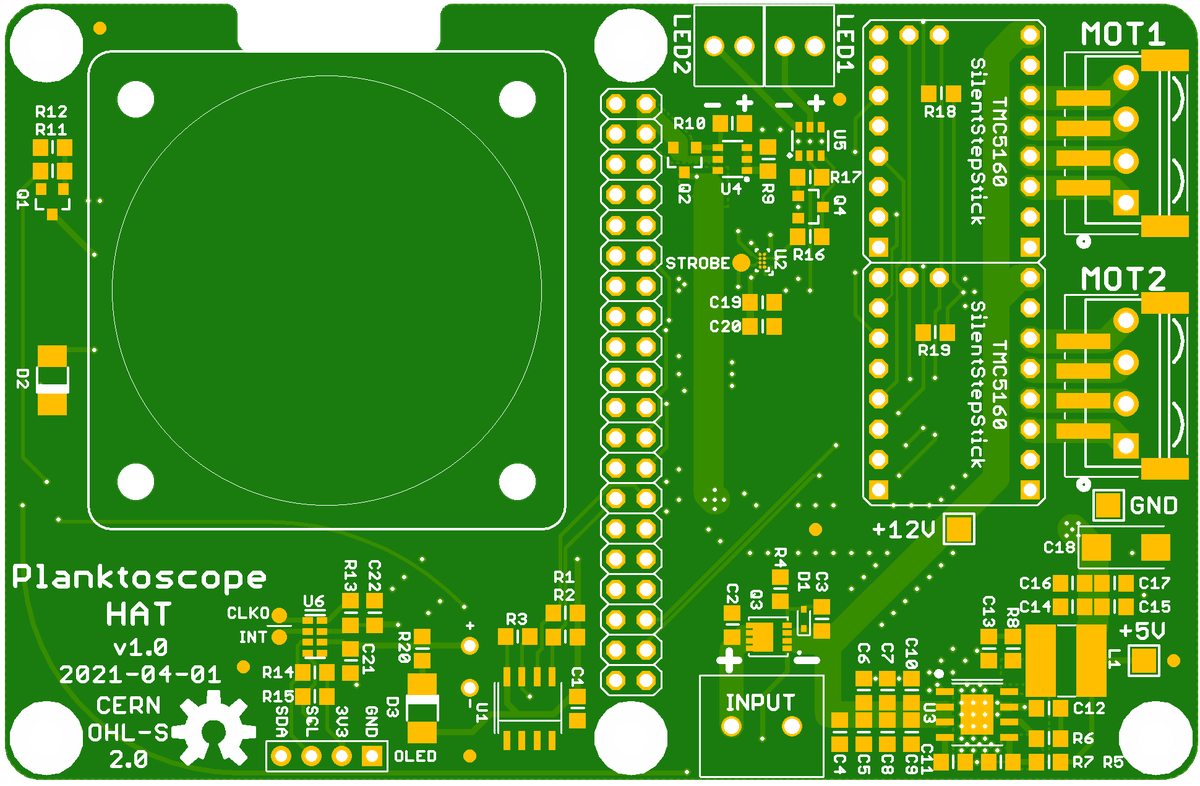 LED2
LED1
- + - +
MOT1
R12
R11
Q1
R10
Q2
U4
R9
U5
R17
Q4
R16
R18
TMC5160
SilentStepStick
STROBE
U2
C19
C20
MOT2
R19
TMC5160
SilentStepStick
D2
GND
+12V
C18
C16
C17
C14
C15
+5V
Planktoscope
HAT
v1.0
2021-04-01
CERN
OHL-S
2.0
CLKO
INT
U6
R13
C22
C21
R14
R15
SDA
SCL
3V3
GND
OLED
R20
D3
+
-
R3
R1
R2
U1
C1
R4
C2
Q3
D1
C3
+ -
INPUT
C6
C7
C10
C4
C5
C8
C9
C11
U3
C13
R8
L1
C12
R6
R7 R5